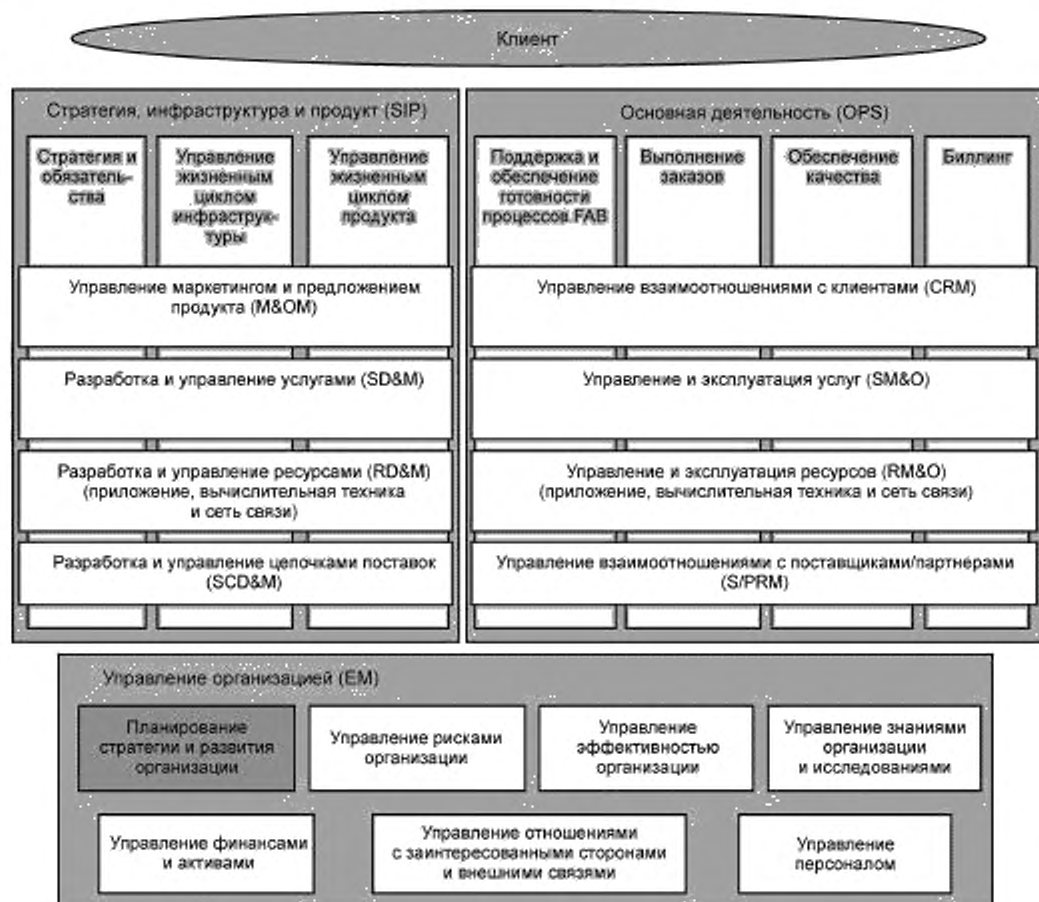 Клиент
Стратегия, инфраструктура и продукт (SIP)
Стратегия и
обязатель-
ства
Управление
жизненным
циклом
инфраструк-
туры
Управление
жизненным
циклом
продукта
Управление маркетингом и предложением
продукта (M&OM)
Разработка и управление услугами (SD&M)
Разработка и управление ресурсами (RD&M)
(приложение, вычислительная техника
и сеть связи)
Разработка и управление цепочками поставок
(SCD&M)
Основная деятельность (OPS)
Поддержка и
обеспечение
готовности
процессов FAB
Выполнение
заказов
Обеспечение
качества
Биллинг
Управление взаимоотношениями с клиентами (CRM)
Управление и эксплуатация услуг (SM&O)
Управление и эксплуатация ресурсов (RM&O)
(приложение, вычислительная техника и сеть связи)
Управление взаимоотношениями с поставщиками/партнерами
(S/PRM)
Управление организацией (EM)
Планирование
стратегии и развития
организации
Управление рисками
организации
Управление
эффективностью
организации
Управление знаниями
организации
и исследованиями
Управление финансами
и активами
Управление отношениями
с заинтересованными сторонами
и внешними связями
Управление
персоналом